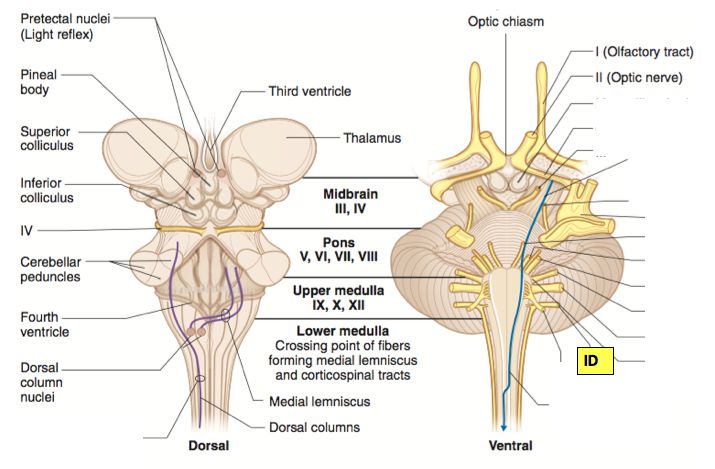 Pretectal nuclei
(Light reflex)
Pineal
body
Superior
colliculus
Inferior
colliculus
IV
Cerebellar
peduncles
Fourth
ventricle
Dorsal
column
nuclei
Third ventricle
Thalamus
Midbrain
III, IV
Pons
V, VI, VII, VIII
Upper medulla
IX, X, XII
Lower medulla
Crossing point of fibers
forming medial lemniscus
and corticospinal tracts
Medial lemniscus
Dorsal columns
Dorsal
Optic chiasm
I (Olfactory tract)
II (Optic nerve)
ID
Ventral